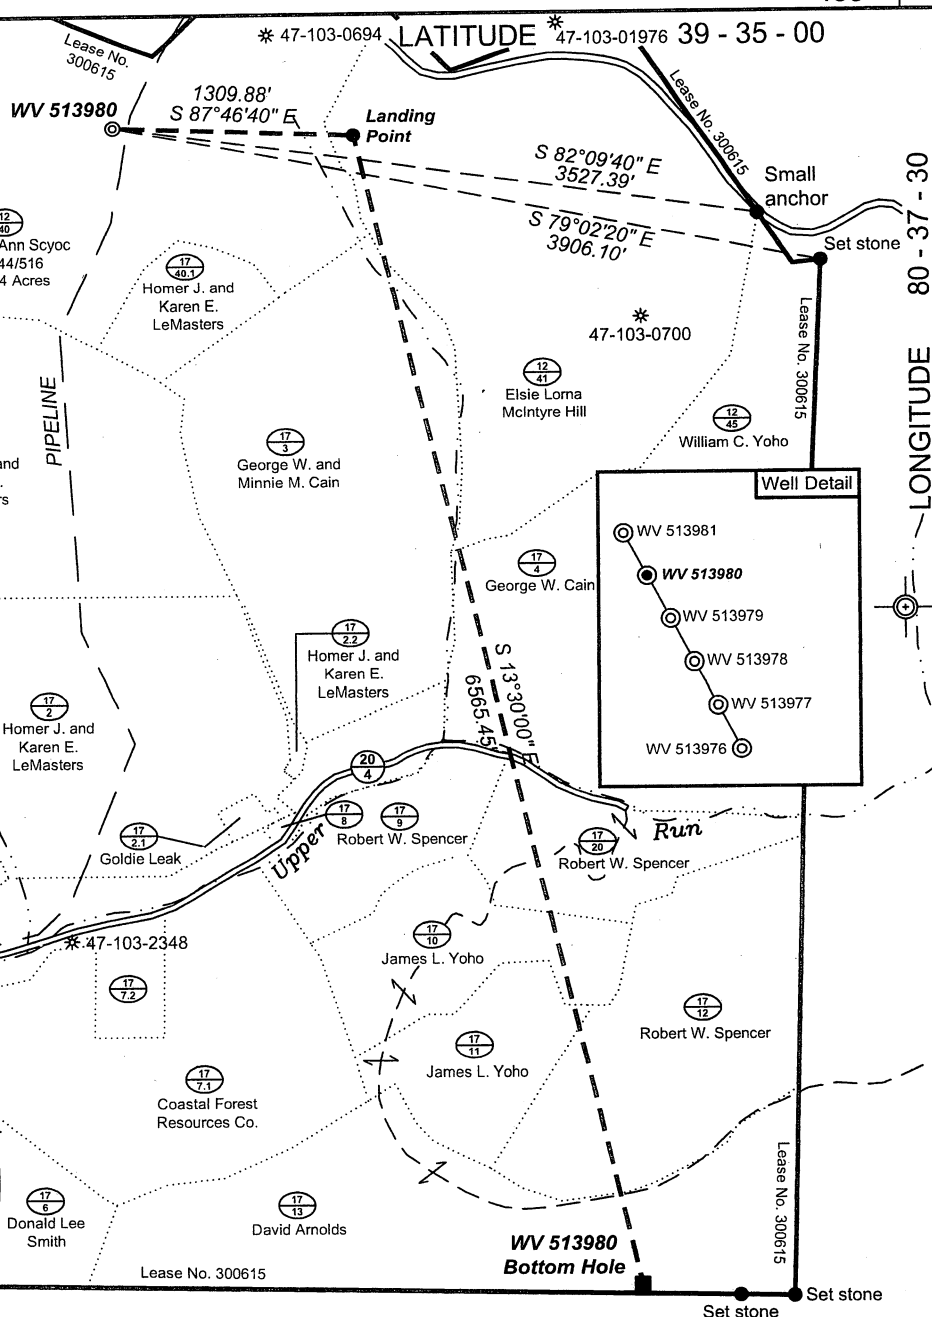 Lease No.
300615
47-103-0694
LATITUDE
47-103-01976
39 - 35 - 00
WV 513980
1309.88'
S 87°46'40" E
Landing
Point
Lease No. 300615
S 82°09'40" E
3527.39'
Small
anchor
80 - 37 - 30
S 79°02'20" E
3906.10'
Set stone
12
40
Ann Scyoc
44/516
4 Acres
17
40.1
Homer J. and
Karen E.
LeMasters
47-103-0700
Lease No. 300615
LONGITUDE
PIPELINE
12
41
Elsie Lorna
McIntyre Hill
12
45
William C. Yoho
17
3
George W. and
Minnie M. Cain
and
.
rs
Well Detail
WV 513981
WV 513980
WV 513979
WV 513978
WV 513977
WV 513976
17
4
George W. Cain
17
2.2
Homer J. and
Karen E.
LeMasters
S 13°30'00" E
6565.45'
17
2
Homer J. and
Karen E.
LeMasters
20
4
17
8
17
9
Robert W. Spencer
17
2.1
Goldie Leak
Upper
Run
17
20
Robert W. Spencer
47-103-2348
17
10
James L. Yoho
17
7.2
17
12
Robert W. Spencer
17
11
James L. Yoho
17
7.1
Coastal Forest
Resources Co.
Lease No. 300615
17
6
Donald Lee
Smith
17
13
David Arnolds
WV 513980
Bottom Hole
Lease No. 300615
Set stone
Set stone